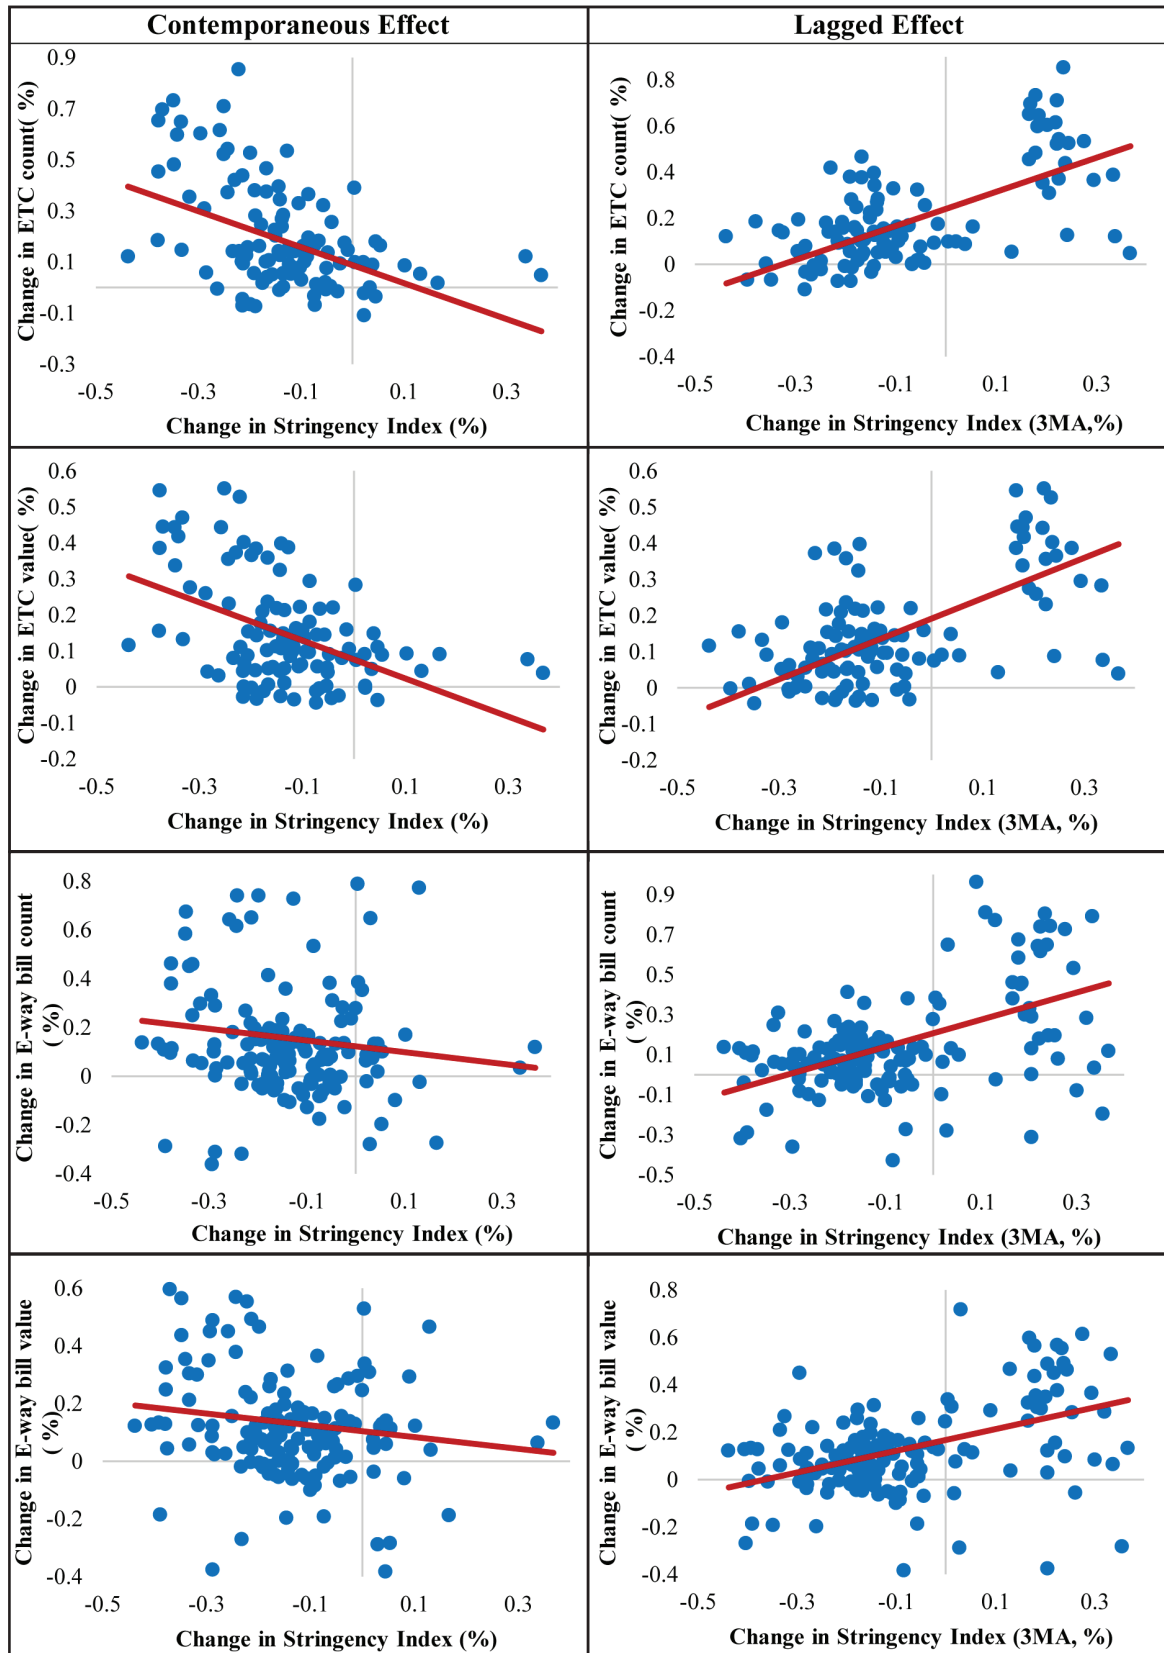 Contemporaneous Effect
Lagged Effect
Change in ETC count( %)
0.9
0.7
0.5
0.3
0.1
-0.1
-0.3
-0.5 -0.3 -0.1 0.1 0.3
Change in Stringency Index (%)
Change in ETC count( %)
0.8
0.6
0.4
0.2
0
-0.2
-0.4
-0.5 -0.3 -0.1 0.1 0.3
Change in Stringency Index (3MA,%)
Change in ETC value( %)
0.6
0.5
0.4
0.3
0.2
0.1
0
-0.1
-0.2
-0.5 -0.3 -0.1 0.1 0.3
Change in Stringency Index (%)
Change in ETC value( %)
0.6
0.5
0.4
0.3
0.2
0.1
0
-0.1
-0.2
-0.5 -0.3 -0.1 0.1 0.3
Change in Stringency Index (3MA, %)
Change in E-way bill count
( %)
0.8
0.6
0.4
0.2
0
-0.2
-0.4
-0.5 -0.3 -0.1 0.1 0.3
Change in Stringency Index (%)
Change in E-way bill count
( %)
0.9
0.7
0.5
0.3
0.1
-0.1
-0.3
-0.5
-0.5 -0.3 -0.1 0.1 0.3
Change in Stringency Index (3MA, %)
Change in E-way bill value
( %)
0.6
0.4
0.2
0
-0.2
-0.4
-0.5 -0.3 -0.1 0.1 0.3
Change in Stringency Index (%)
Change in E-way bill value
( %)
0.8
0.6
0.4
0.2
0
-0.2
-0.4
-0.5 -0.3 -0.1 0.1 0.3
Change in Stringency Index (3MA, %)